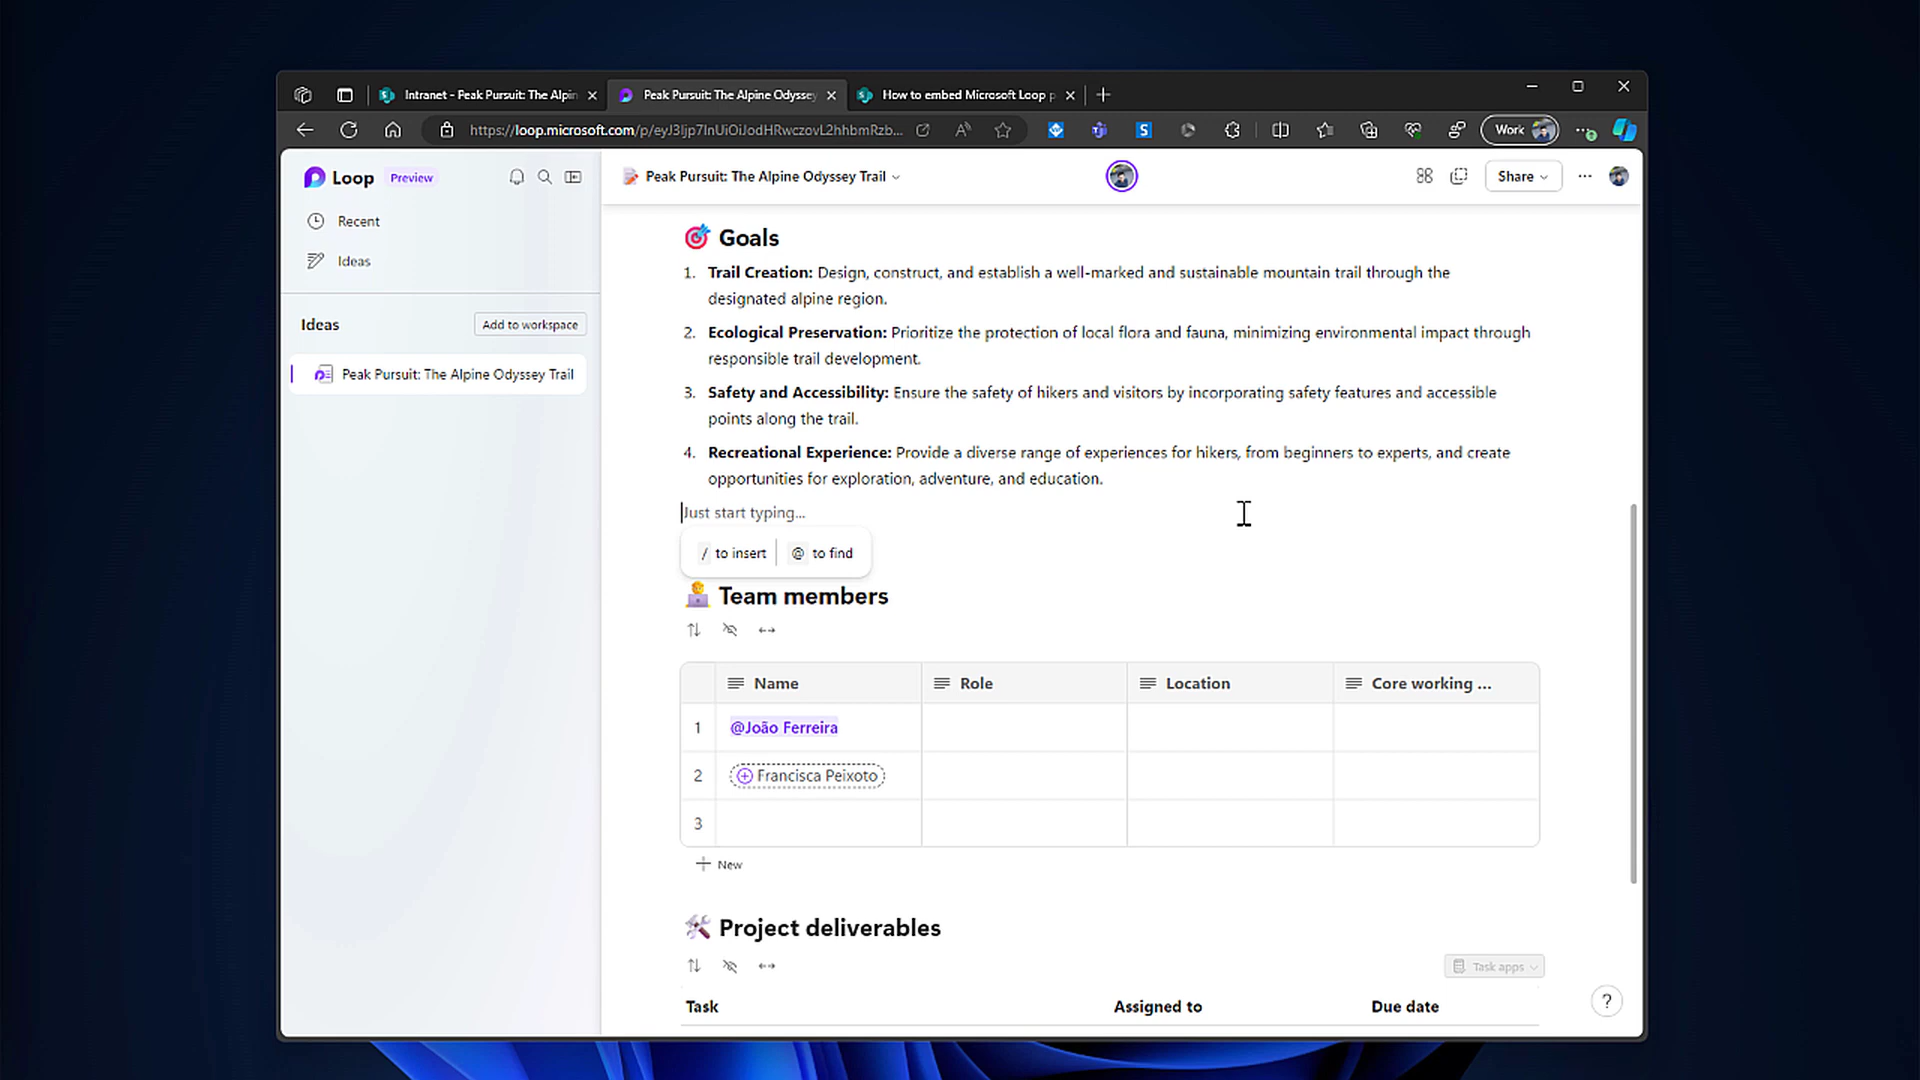 Intranet - Peak Pursuit: The Alpin
Peak Pursuit: The Alpine Odyssey
How to embed Microsoft Loop p
Work
Loop Preview
Recent
Ideas
Ideas
Add to workspace
Peak Pursuit: The Alpine Odyssey Trail
Peak Pursuit: The Alpine Odyssey Trail
Share
Goals
1. Trail Creation: Design, construct, and establish a well-marked and sustainable mountain trail through the
designated alpine region.
2. Ecological Preservation: Prioritize the protection of local flora and fauna, minimizing environmental impact through
responsible trail development.
3. Safety and Accessibility: Ensure the safety of hikers and visitors by incorporating safety features and accessible
points along the trail.
4. Recreational Experience: Provide a diverse range of experiences for hikers, from beginners to experts, and create
opportunities for exploration, adventure, and education.
Just start typing...
/ to insert @ to find
Team members
Name Role Location Core working ...
1 @João Ferreira
2 Francisca Peixoto
3
New
Project deliverables
Task apps
Task Assigned to Due date
?